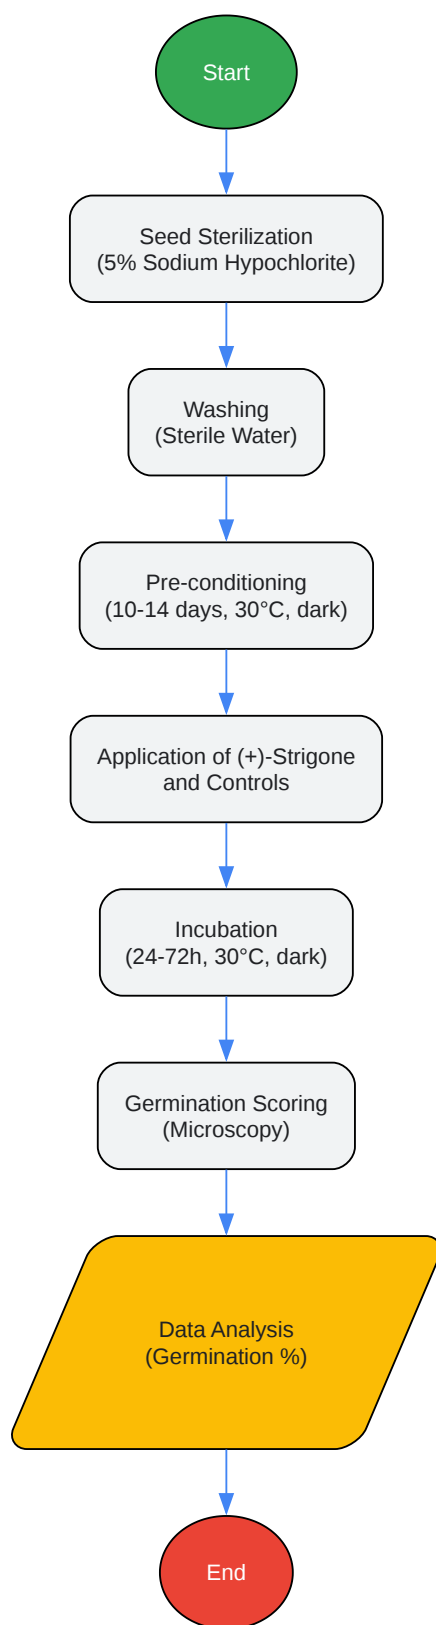 Start
Seed Sterilization
(5% Sodium Hypochlorite)
Washing
(Sterile Water)
Pre-conditioning
(10-14 days, 30°C, dark)
Application of (+)-Strigone
and Controls
Incubation
(24-72h, 30°C, dark)
Germination Scoring
(Microscopy)
Data Analysis
(Germination %)
End